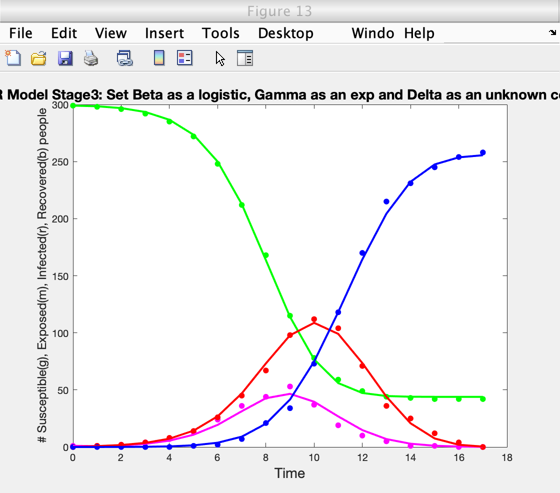 Figure 13
File Edit View Insert Tools Desktop Windo Help
R Model Stage3: Set Beta as a logistic, Gamma as an exp and Delta as an unknown
# Susceptible(g), Exposed(m), Infected(r), Recovered(b) people
300
250
200
150
100
50
0
0 2 4 6 8 10 12 14 16 18
Time